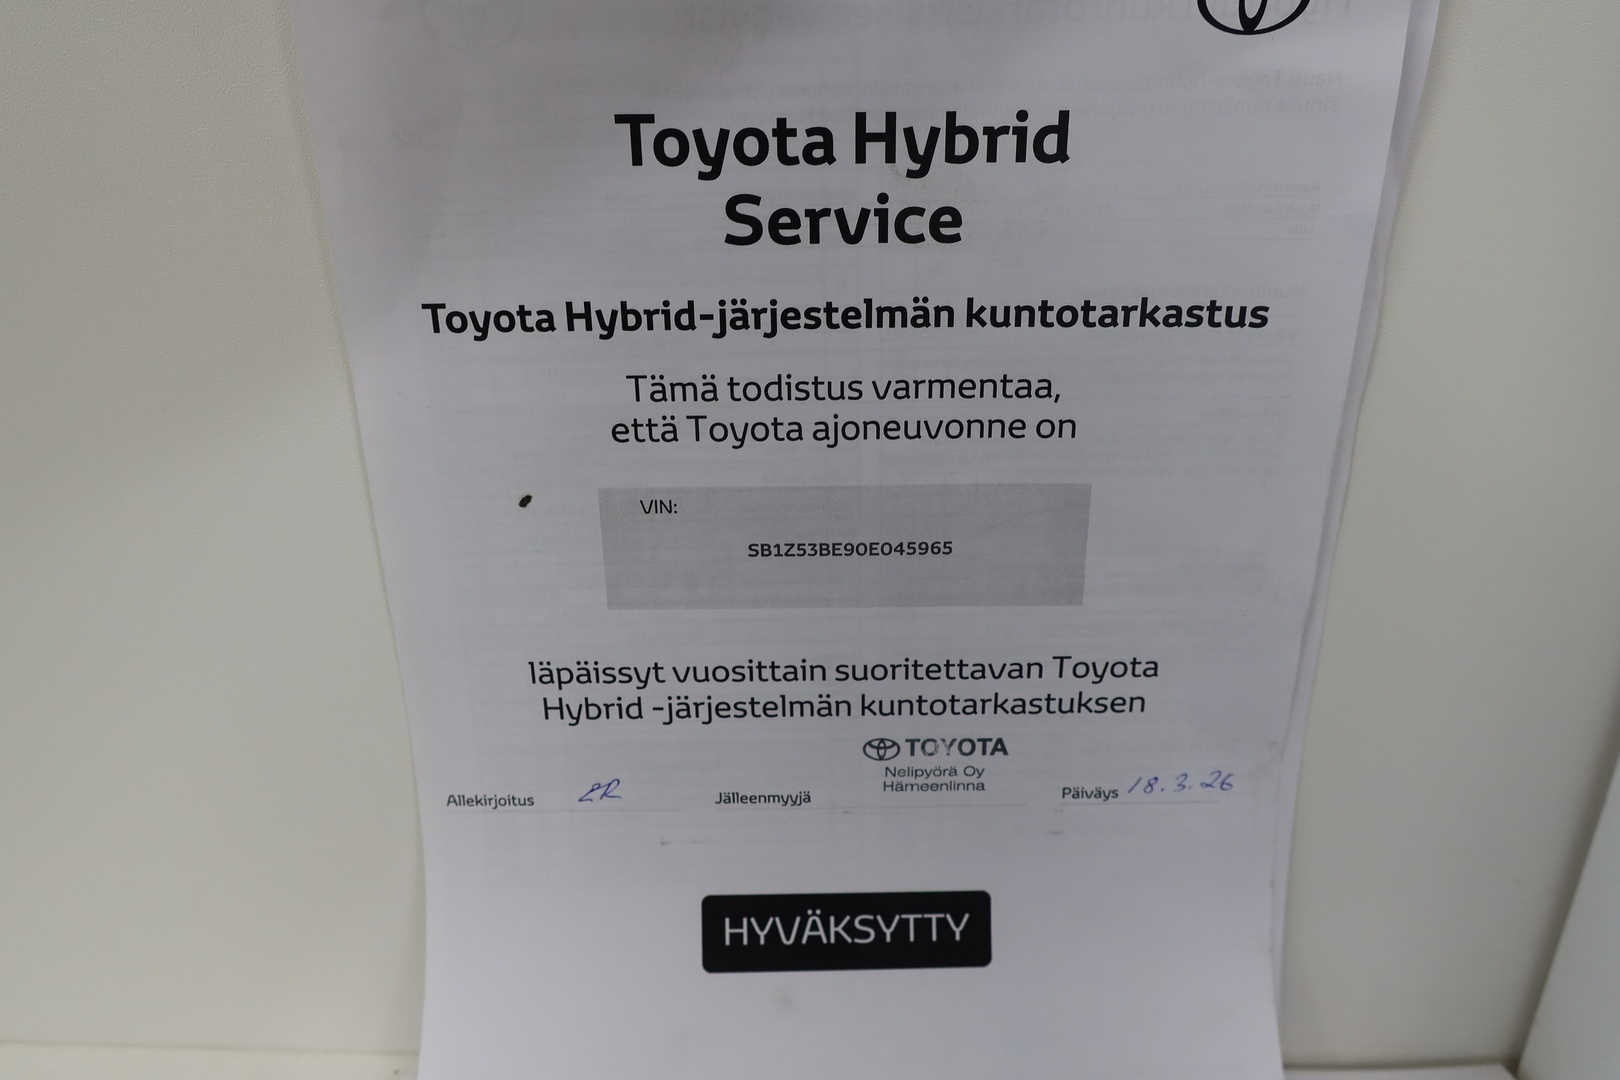 Toyota Hybrid
Service
Toyota Hybrid-järjestelmän kuntotarkastus
Tämä todistus varmentaa,
että Toyota ajoneuvonne on
VIN:
SB1Z53BE90E045965
läpäissyt vuosittain suoritettavan Toyota
Hybrid -järjestelmän kuntotarkastuksen
TOYOTA
Nelipyörä Oy
Hämeenlinna
Allekirjoitus ER Jälleenmyyjä Päiväys 18.3.26
HYVÄKSYTTY